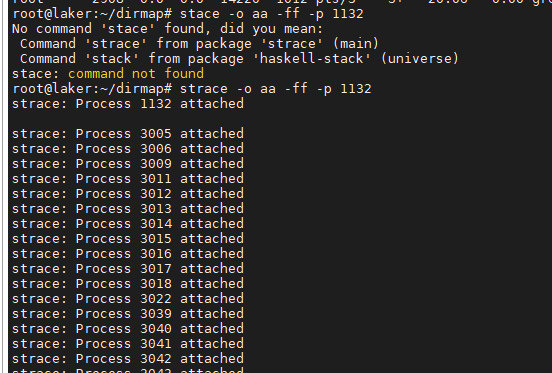 root@laker:~/dirmap# stace -o aa -ff -p 1132
No command 'stace' found, did you mean:
 Command 'strace' from package 'strace' (main)
 Command 'stack' from package 'haskell-stack' (universe)
stace: command not found
root@laker:~/dirmap# strace -o aa -ff -p 1132
strace: Process 1132 attached

strace: Process 3005 attached
strace: Process 3006 attached
strace: Process 3009 attached
strace: Process 3011 attached
strace: Process 3012 attached
strace: Process 3013 attached
strace: Process 3014 attached
strace: Process 3015 attached
strace: Process 3016 attached
strace: Process 3017 attached
strace: Process 3018 attached
strace: Process 3022 attached
strace: Process 3039 attached
strace: Process 3040 attached
strace: Process 3041 attached
strace: Process 3042 attached